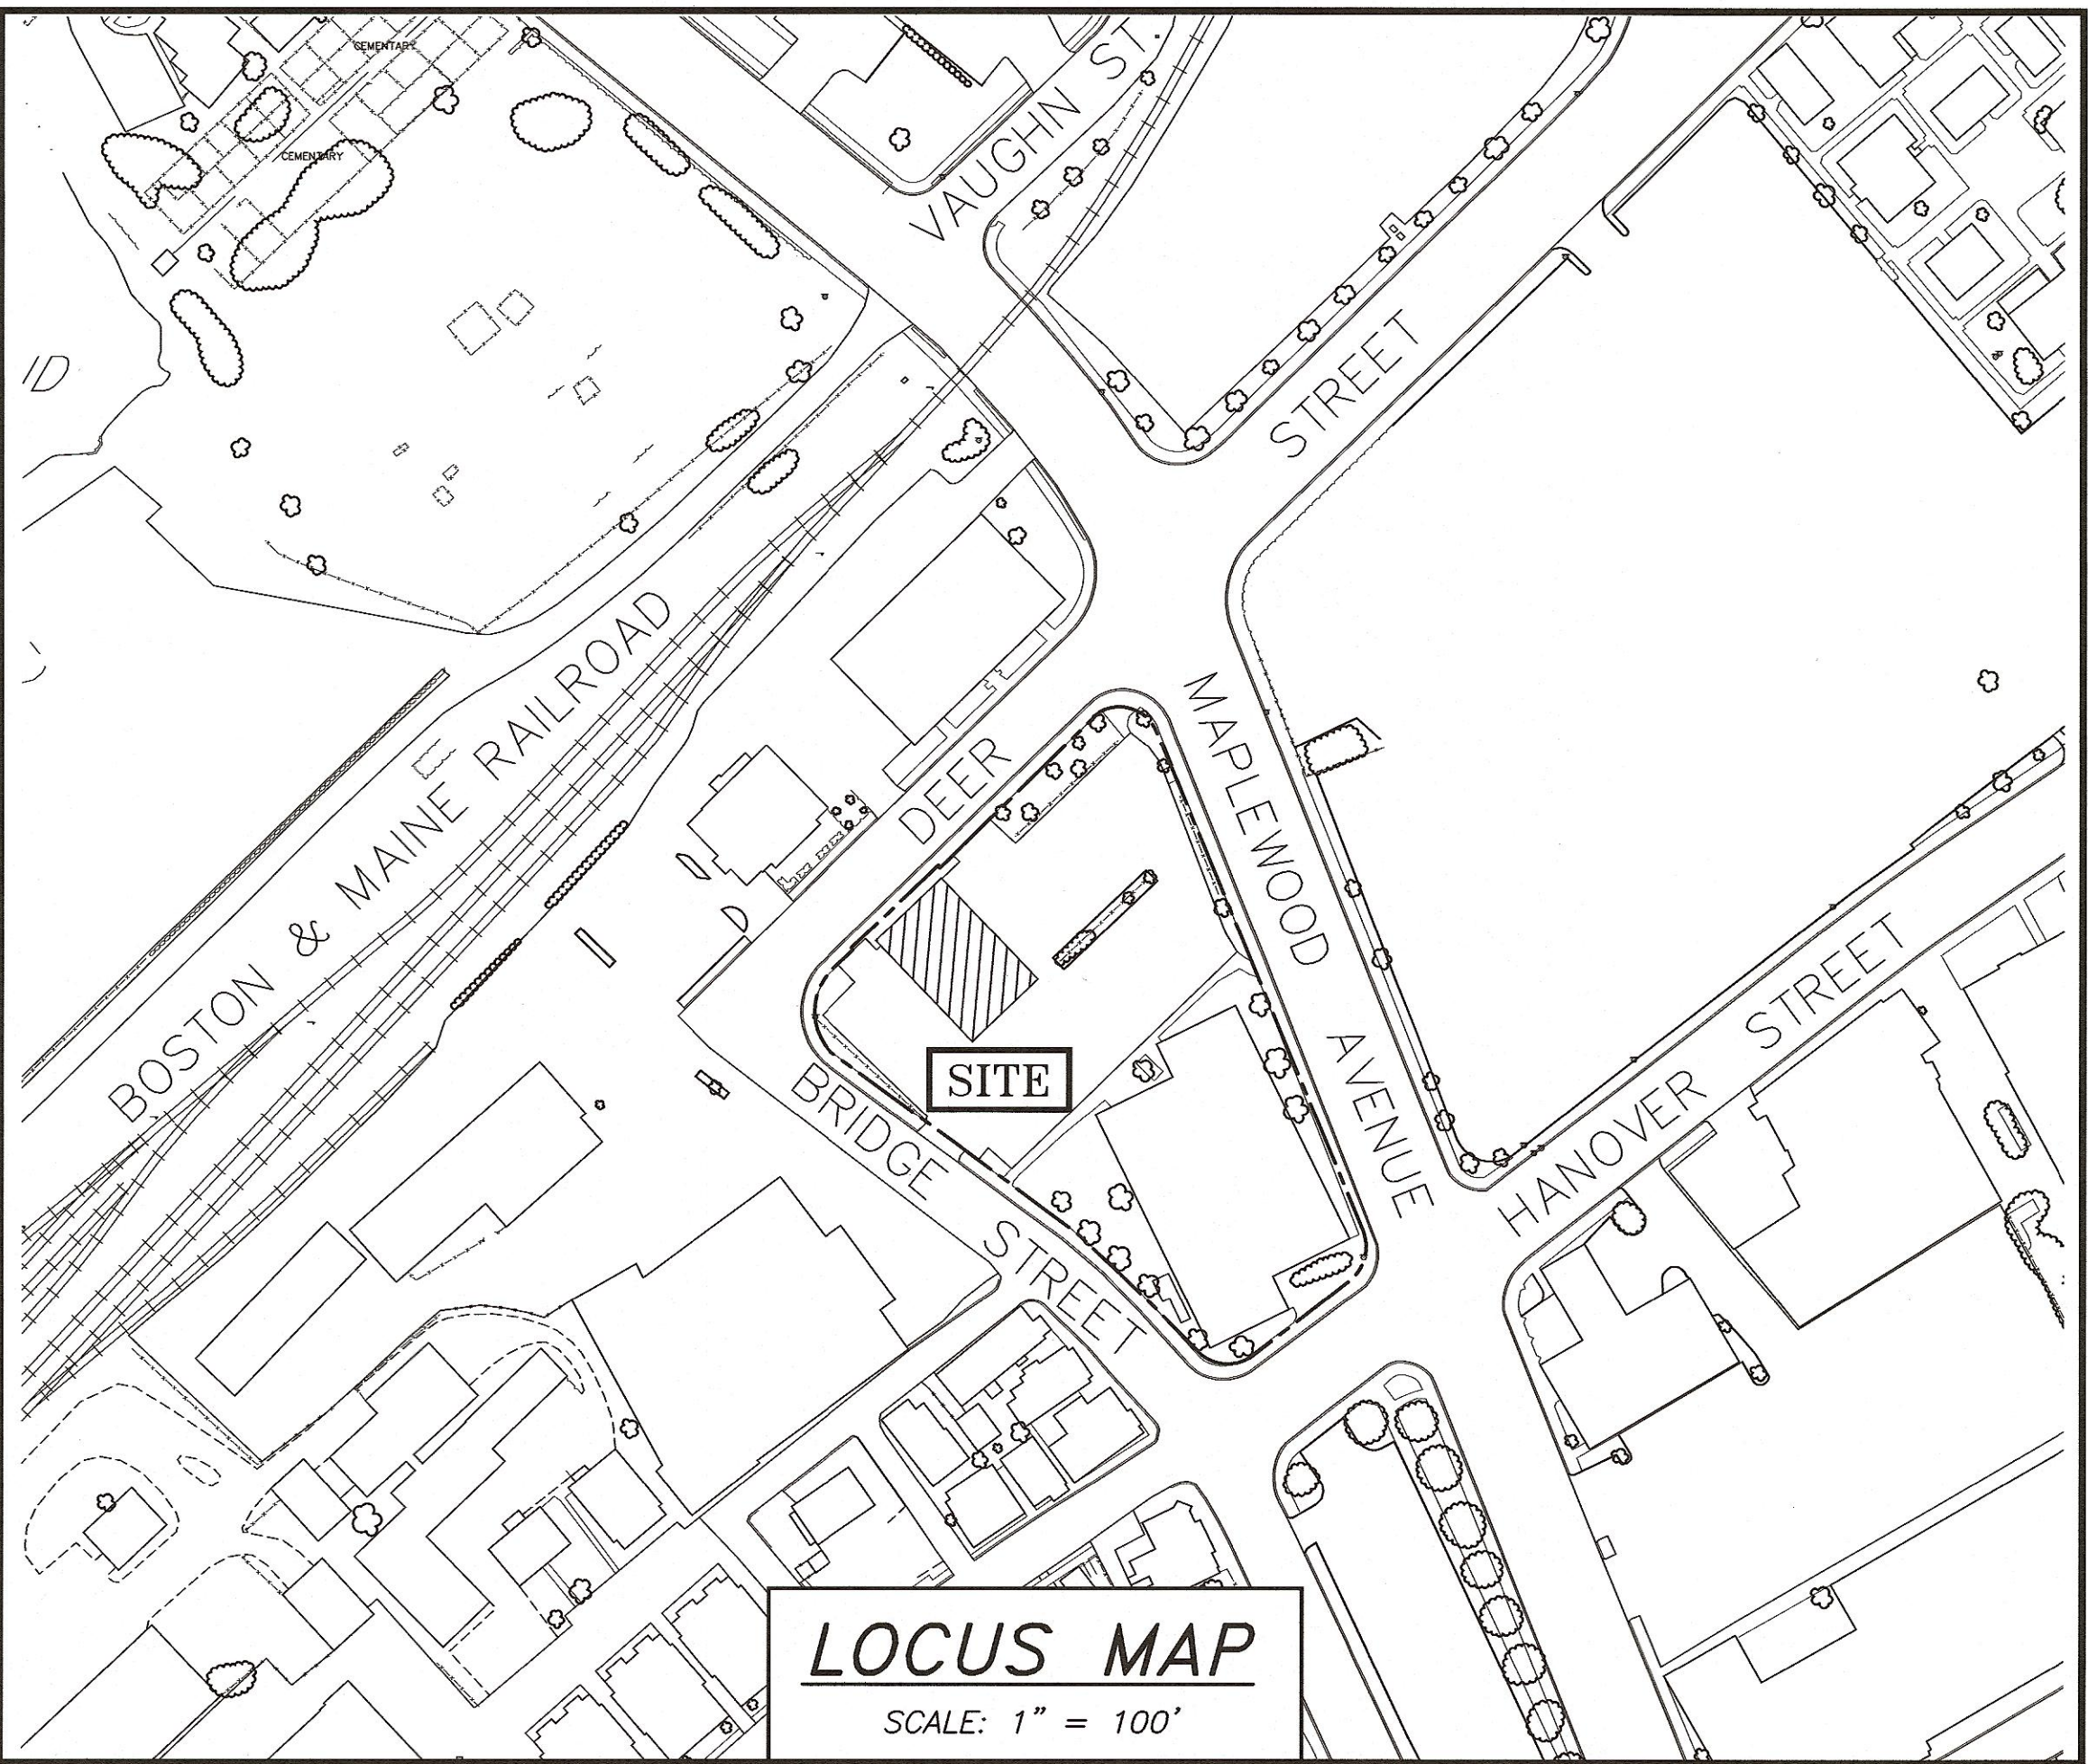 CEMENTARY
CEMENTARY
VAUGHN ST.
STREET
BOSTON & MAINE RAILROAD
DEER
MAPLEWOOD AVENUE
SITE
BRIDGE STREET
HANOVER STREET
LOCUS MAP
SCALE: 1" = 100'